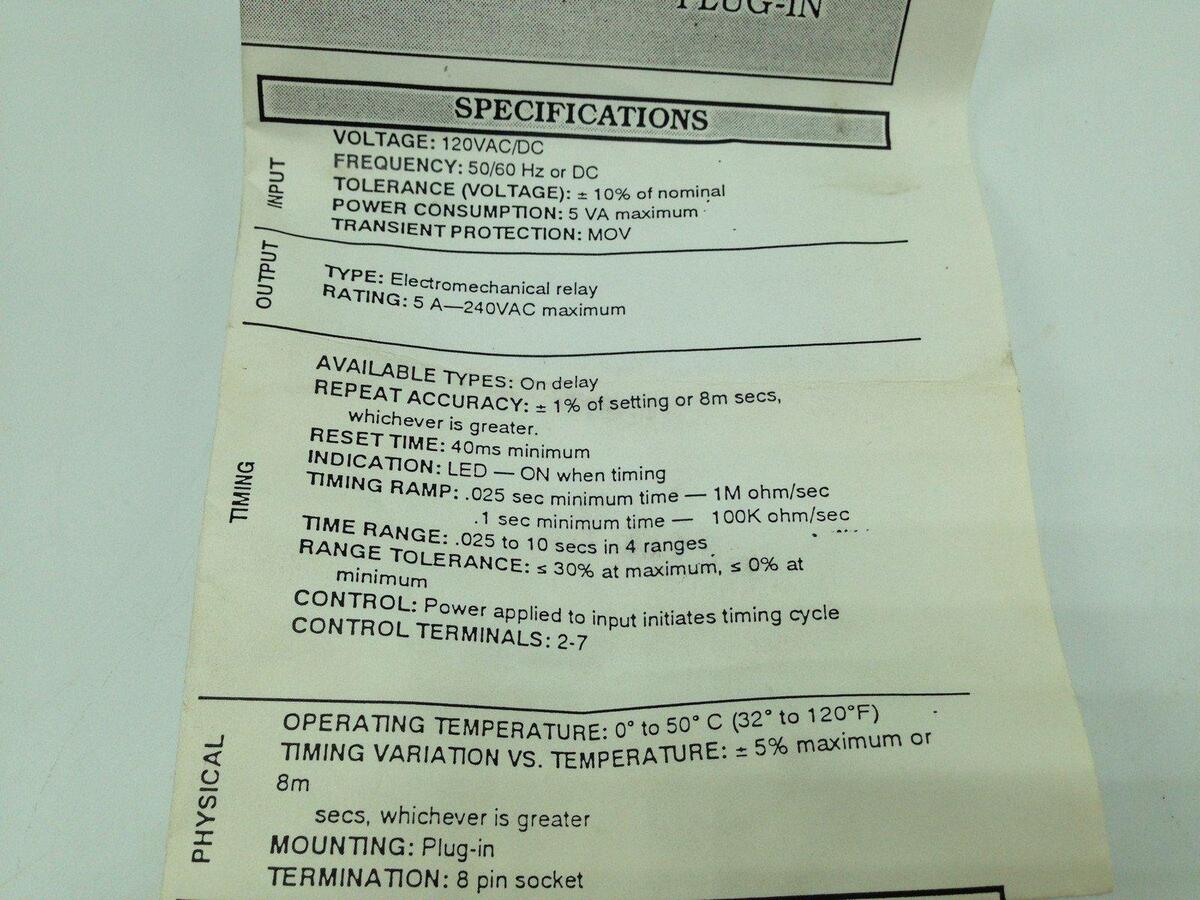 PLUG-IN
SPECIFICATIONS
INPUT
VOLTAGE: 120VAC/DC
FREQUENCY: 50/60 Hz or DC
TOLERANCE (VOLTAGE): ± 10% of nominal
POWER CONSUMPTION: 5 VA maximum
TRANSIENT PROTECTION: MOV
OUTPUT
TYPE: Electromechanical relay
RATING: 5 A—240VAC maximum
TIMING
AVAILABLE TYPES: On delay
REPEAT ACCURACY: ± 1% of setting or 8m secs,
whichever is greater.
RESET TIME: 40ms minimum
INDICATION: LED — ON when timing
TIMING RAMP: .025 sec minimum time — 1M ohm/sec
.1 sec minimum time — 100K ohm/sec
TIME RANGE: .025 to 10 secs in 4 ranges
RANGE TOLERANCE: ≤ 30% at maximum, ≤ 0% at
minimum
CONTROL: Power applied to input initiates timing cycle
CONTROL TERMINALS: 2-7
PHYSICAL
OPERATING TEMPERATURE: 0° to 50° C (32° to 120°F)
TIMING VARIATION VS. TEMPERATURE: ± 5% maximum or
8m
secs, whichever is greater
MOUNTING: Plug-in
TERMINATION: 8 pin socket